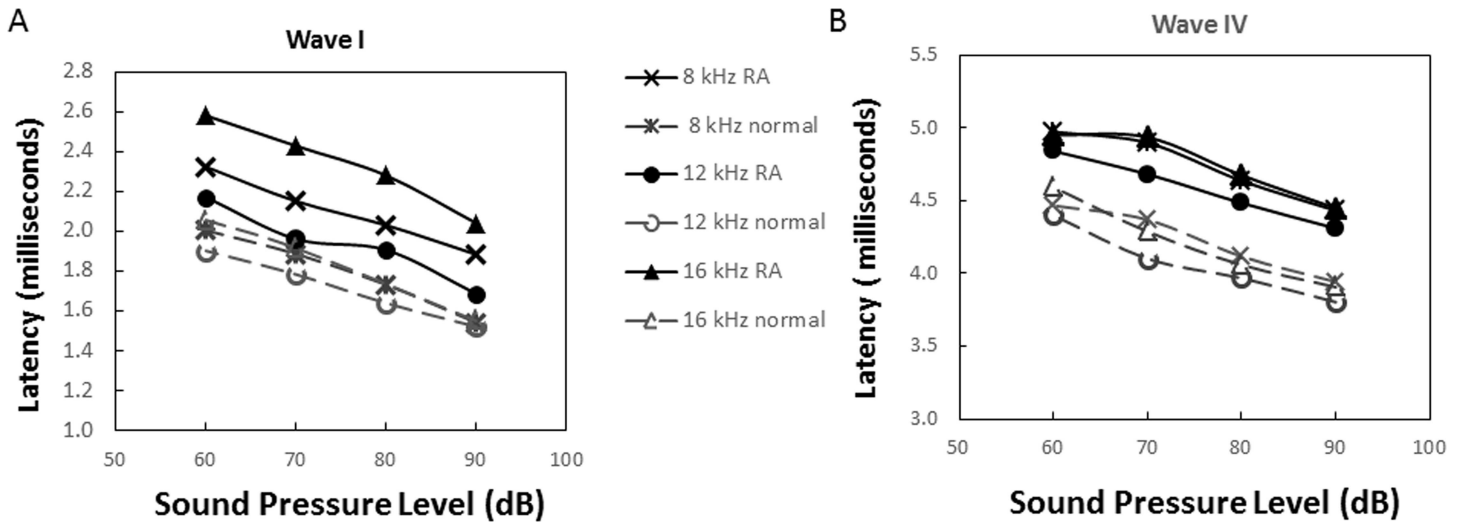 A
Wave I
Latency (milliseconds)
2.8
2.6
2.4
2.2
2.0
1.8
1.6
1.4
1.2
1.0
50 60 70 80 90 100
Sound Pressure Level (dB)
8 kHz RA
8 kHz normal
12 kHz RA
12 kHz normal
16 kHz RA
16 kHz normal
B
Wave IV
Latency ( milliseconds)
5.5
5.0
4.5
4.0
3.5
3.0
50 60 70 80 90 100
Sound Pressure Level (dB)